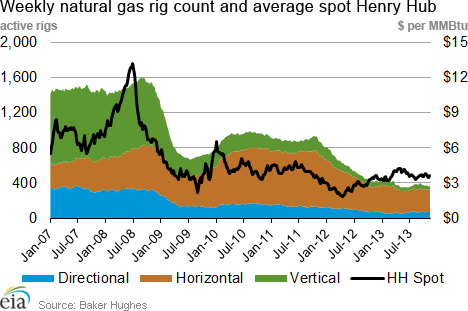 Weekly natural gas rig count and average spot Henry Hub
active rigs
$ per MMBtu
2,000
1,600
1,200
800
400
0
$15
$12
$9
$6
$3
$0
Jan-07
Jul-07
Jan-08
Jul-08
Jan-09
Jul-09
Jan-10
Jul-10
Jan-11
Jul-11
Jan-12
Jul-12
Jan-13
Jul-13
Directional
Horizontal
Vertical
HH Spot
eia
Source: Baker Hughes